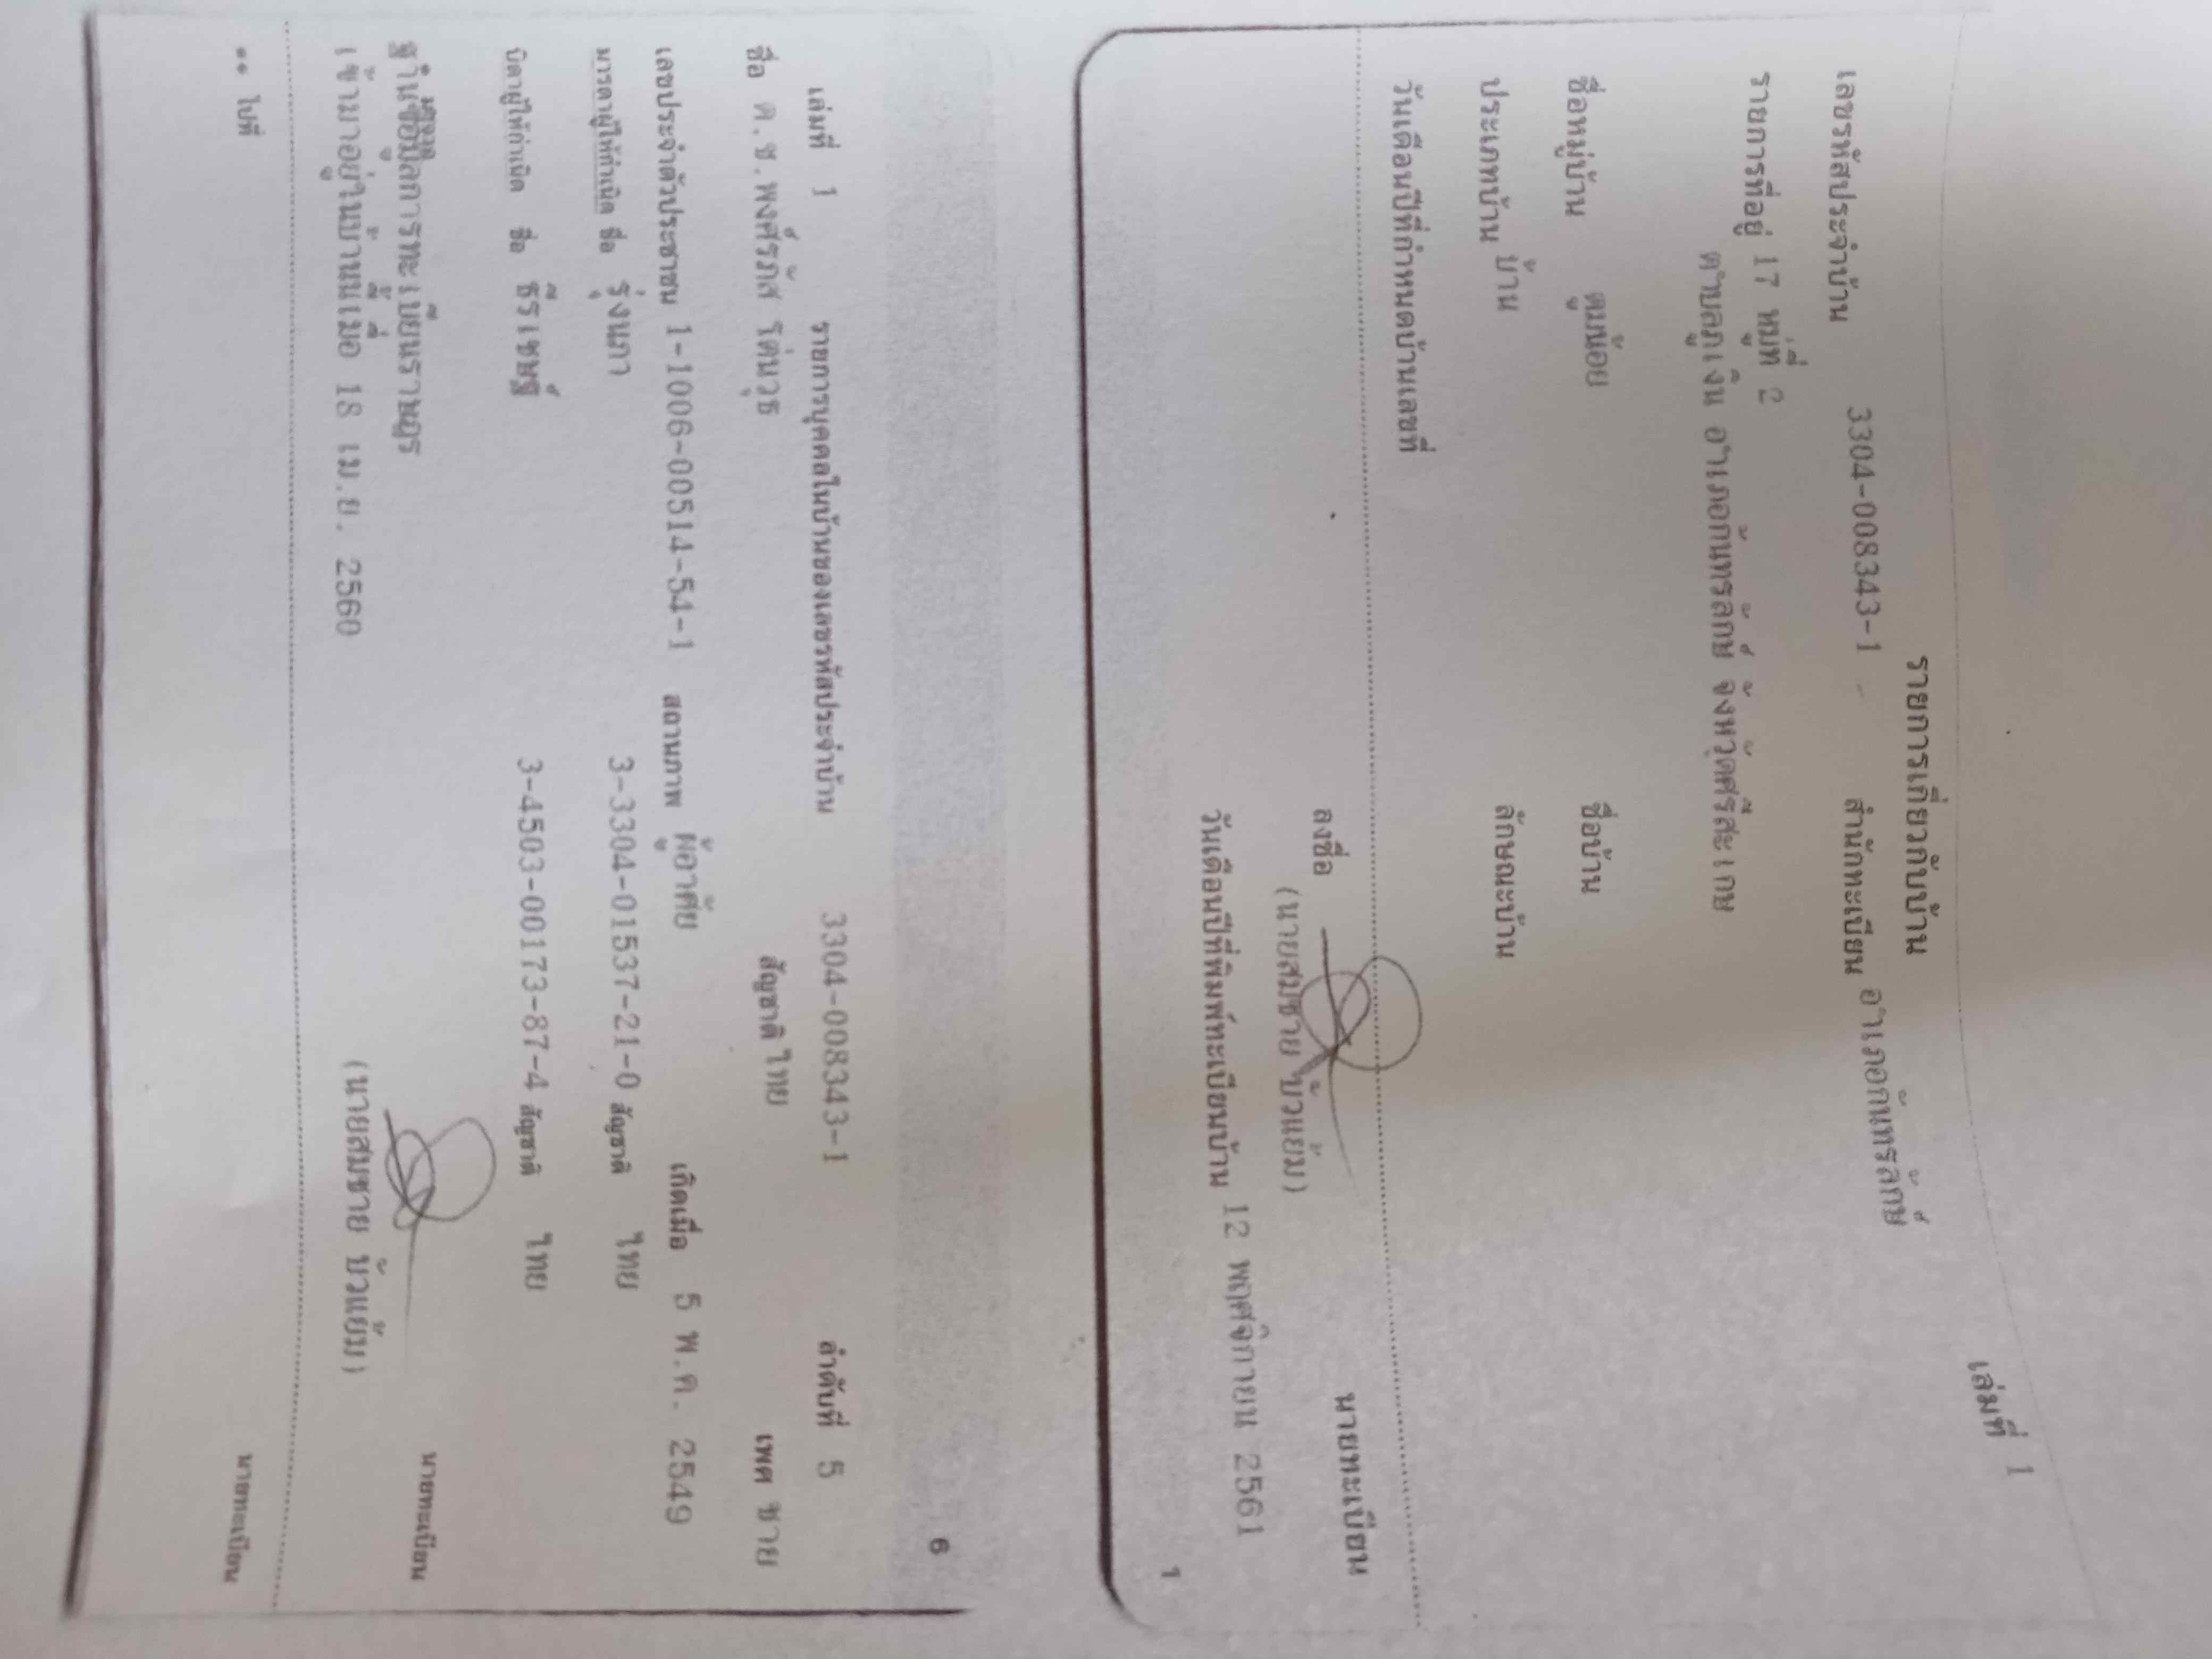 เล่มที่ 1
รายการเกี่ยวกับบ้าน
เลขรหัสประจำบ้าน 3304-008343-1 สำนักทะเบียน อำเภอกันทรลักษ์
รายการที่อยู่ 17 หมู่ที่ 2
ตำบลภูเงิน อำเภอกันทรลักษ์ จังหวัดศรีสะเกษ
ชื่อหมู่บ้าน ตูมน้อย ชื่อบ้าน
ประเภทบ้าน บ้าน ลักษณะบ้าน
วันเดือนปีที่กำหนดบ้านเลขที่
ลงชื่อ นายทะเบียน
(นายสมชาย บัวแย้ม)
วันเดือนปีที่พิมพ์ทะเบียนบ้าน 12 พฤศจิกายน 2561
1
6
เล่มที่ 1 รายการบุคคลในบ้านของเลขรหัสประจำบ้าน 3304-008343-1 ลำดับที่ 5
ชื่อ ด.ช.พงศ์รภัส โค่นวุธ สัญชาติ ไทย เพศ ชาย
เลขประจำตัวประชาชน 1-1006-00514-54-1 สถานภาพ ผู้อาศัย เกิดเมื่อ 5 พ.ค. 2549
มารดาผู้ให้กำเนิด ชื่อ รุ่งนภา 3-3304-01537-21-0 สัญชาติ ไทย
บิดาผู้ให้กำเนิด ชื่อ ธีรเชษฐ์ 3-4503-00173-87-4 สัญชาติ ไทย
ฐานข้อมูลการทะเบียนราษฎร
เข้ามาอยู่ในบ้านนี้เมื่อ 18 เม.ย. 2560
นายทะเบียน
(นายสมชาย บัวแย้ม)
** ไปที่ นายทะเบียน